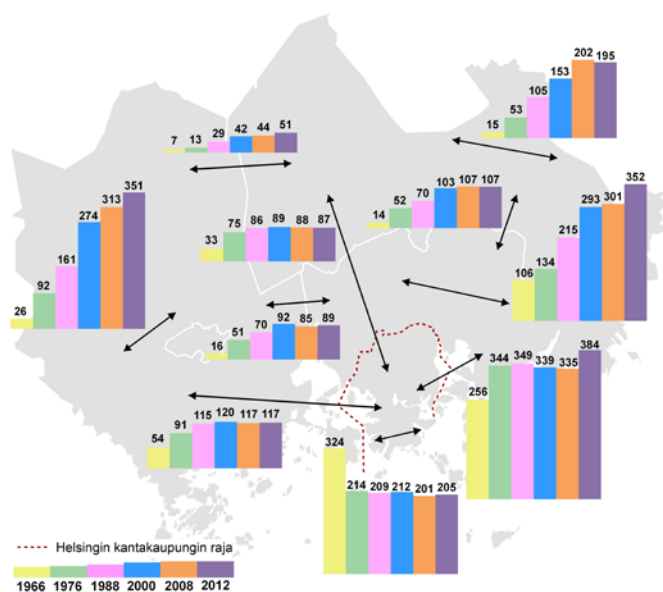 15 53 105 153 202 195
7 13 29 42 44 51
14 52 70 103 107 107
26 92 161 274 313 351
33 75 86 89 88 87
106 134 215 293 301 352
16 51 70 92 85 89
256 344 349 339 335 384
54 91 115 120 117 117
324 214 209 212 201 205
Helsingin kantakaupungin raja
1966 1976 1988 2000 2008 2012